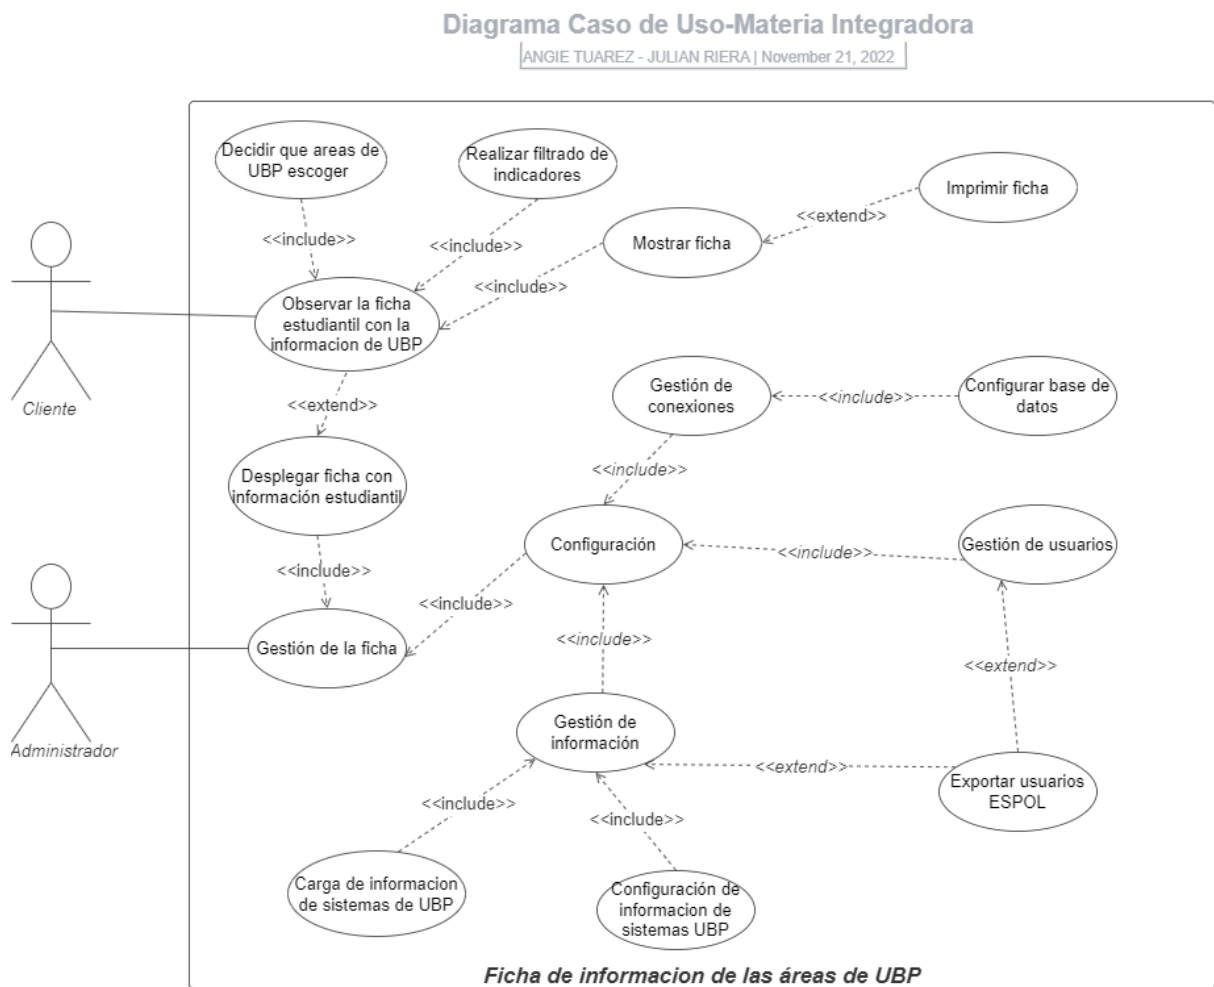 Diagrama Caso de Uso-Materia Integradora
ANGIE TUAREZ - JULIAN RIERA | November 21, 2022
Decidir que areas de
UBP escoger
Realizar filtrado de
indicadores
Imprimir ficha
<<extend>>
Mostrar ficha
<<include>>
<<include>>
<<include>>
Observar la ficha
estudiantil con la
informacion de UBP
Cliente
<<extend>>
Gestión de
conexiones
<<include>>
Configurar base de
datos
Desplegar ficha con
información estudiantil
<<include>>
Configuración
<<include>>
Gestión de usuarios
<<include>>
<<include>>
Gestión de la ficha
<<include>>
<<extend>>
Administrador
Gestión de
información
<<extend>>
Exportar usuarios
ESPOL
<<include>>
<<include>>
Carga de informacion
de sistemas de UBP
Configuración de
informacion de
sistemas UBP
Ficha de informacion de las áreas de UBP